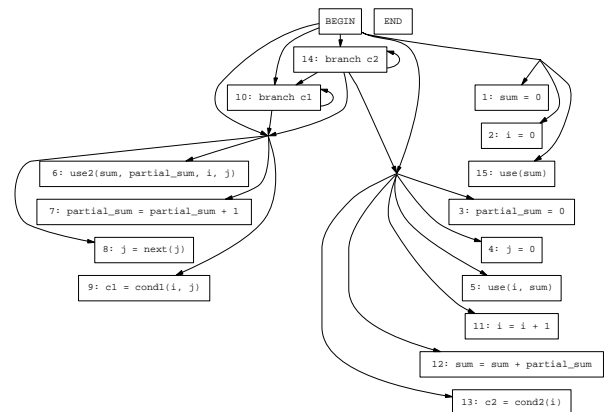 BEGIN
END
14: branch c2
10: branch c1
1: sum = 0
2: i = 0
6: use2(sum, partial_sum, i, j)
15: use(sum)
7: partial_sum = partial_sum + 1
3: partial_sum = 0
8: j = next(j)
4: j = 0
9: c1 = cond1(i, j)
5: use(i, sum)
11: i = i + 1
12: sum = sum + partial_sum
13: c2 = cond2(i)